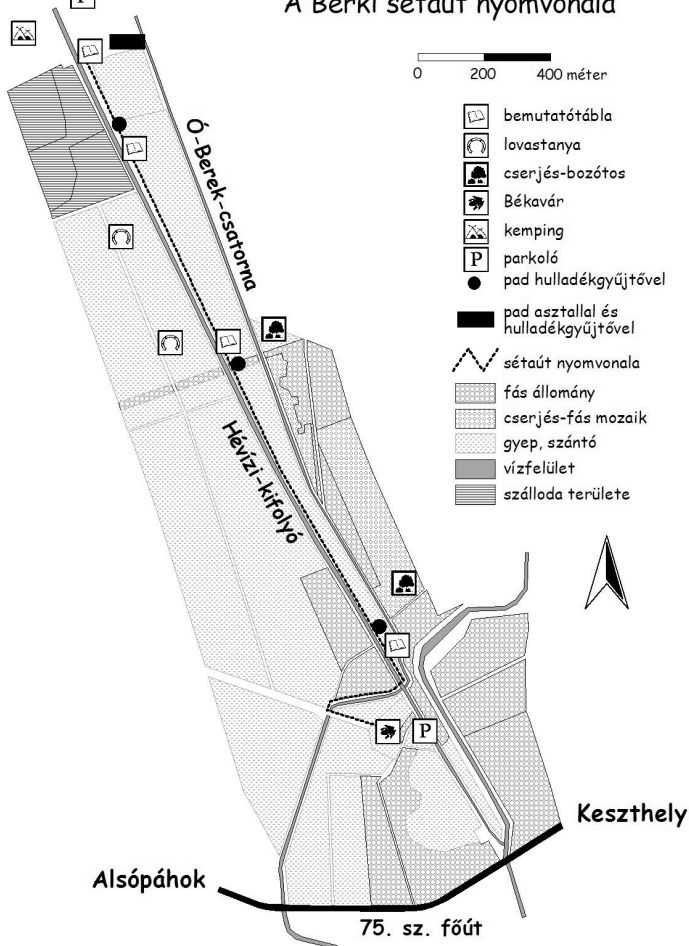 P
A Berki sétaút nyomvonala
0 200 400 méter
bemutatótábla
lovastanya
cserjés-bozótos
Békavár
kemping
P parkoló
pad hulladékgyűjtővel
pad asztallal és
hulladékgyűjtővel
sétaút nyomvonala
fás állomány
cserjés-fás mozaik
gyep, szántó
vízfelület
szálloda területe
Ó-Berek-csatorna
Hévízi-kifolyó
P
Keszthely
Alsópáhok
75. sz. főút